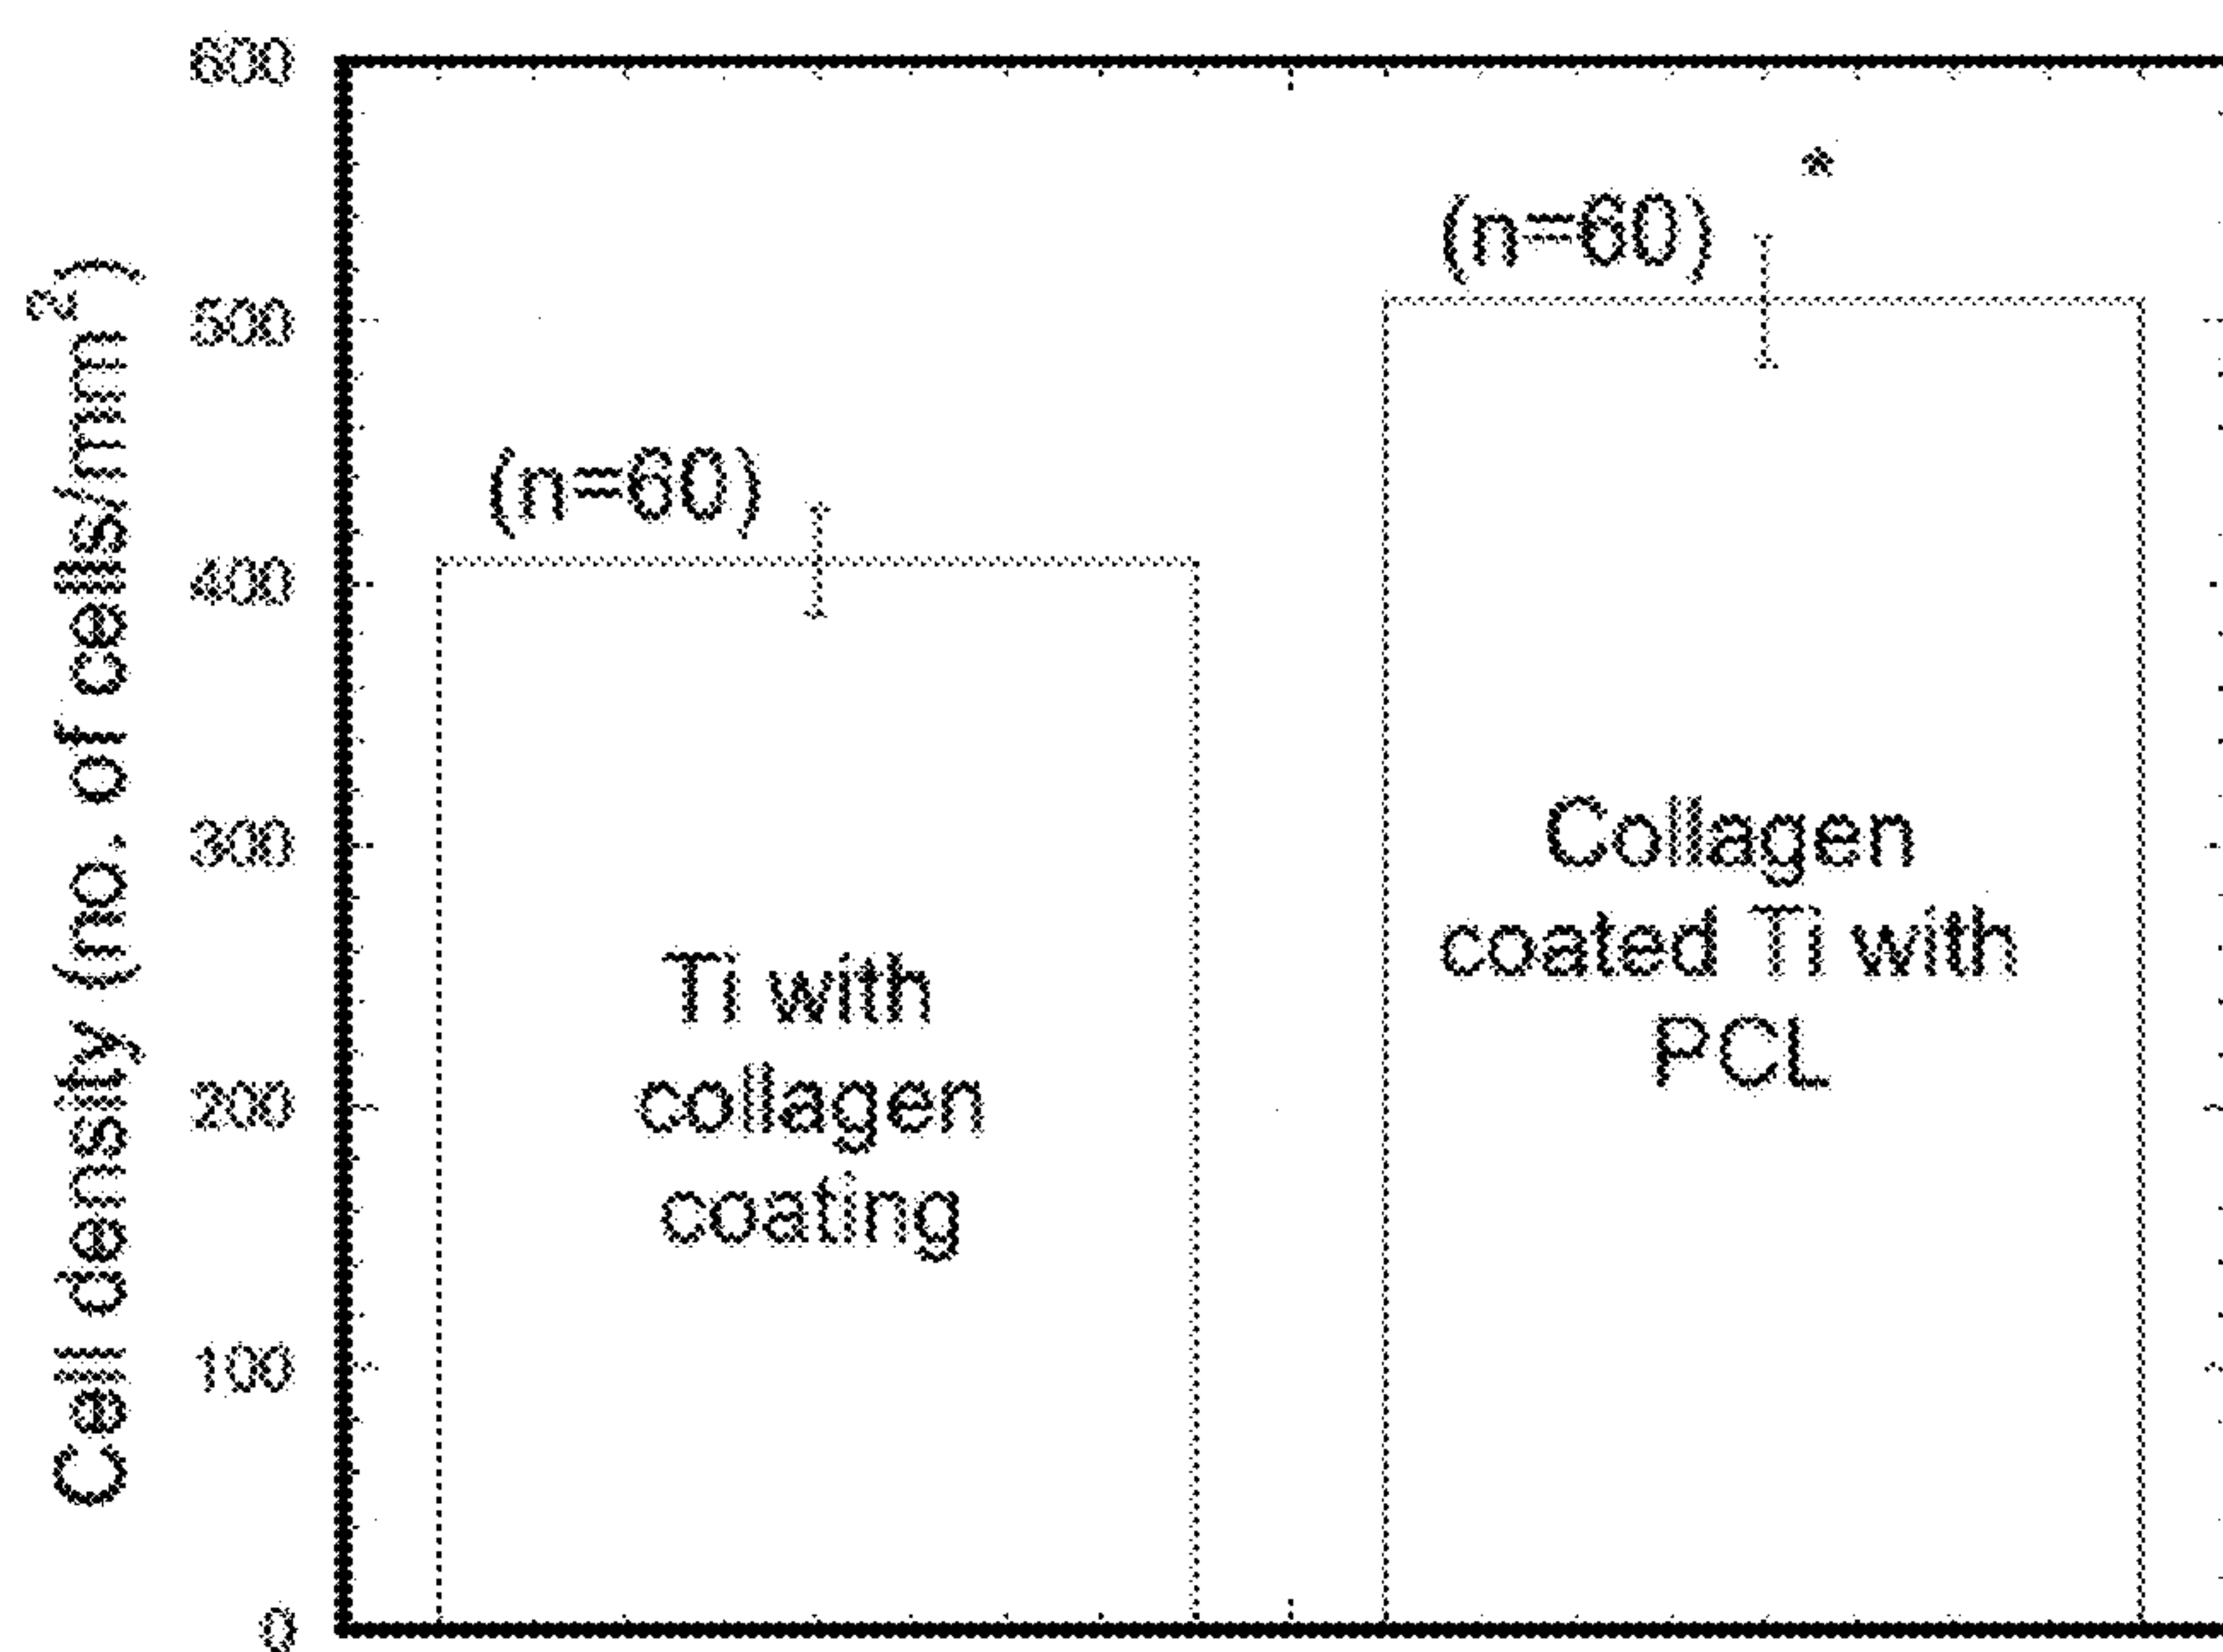 Cell density (no. of cells/mm²)
600
500
400
300
200
100
0
(n=60)
Ti with
collagen
coating
*
(n=60)
Collagen
coated Ti with
PCL